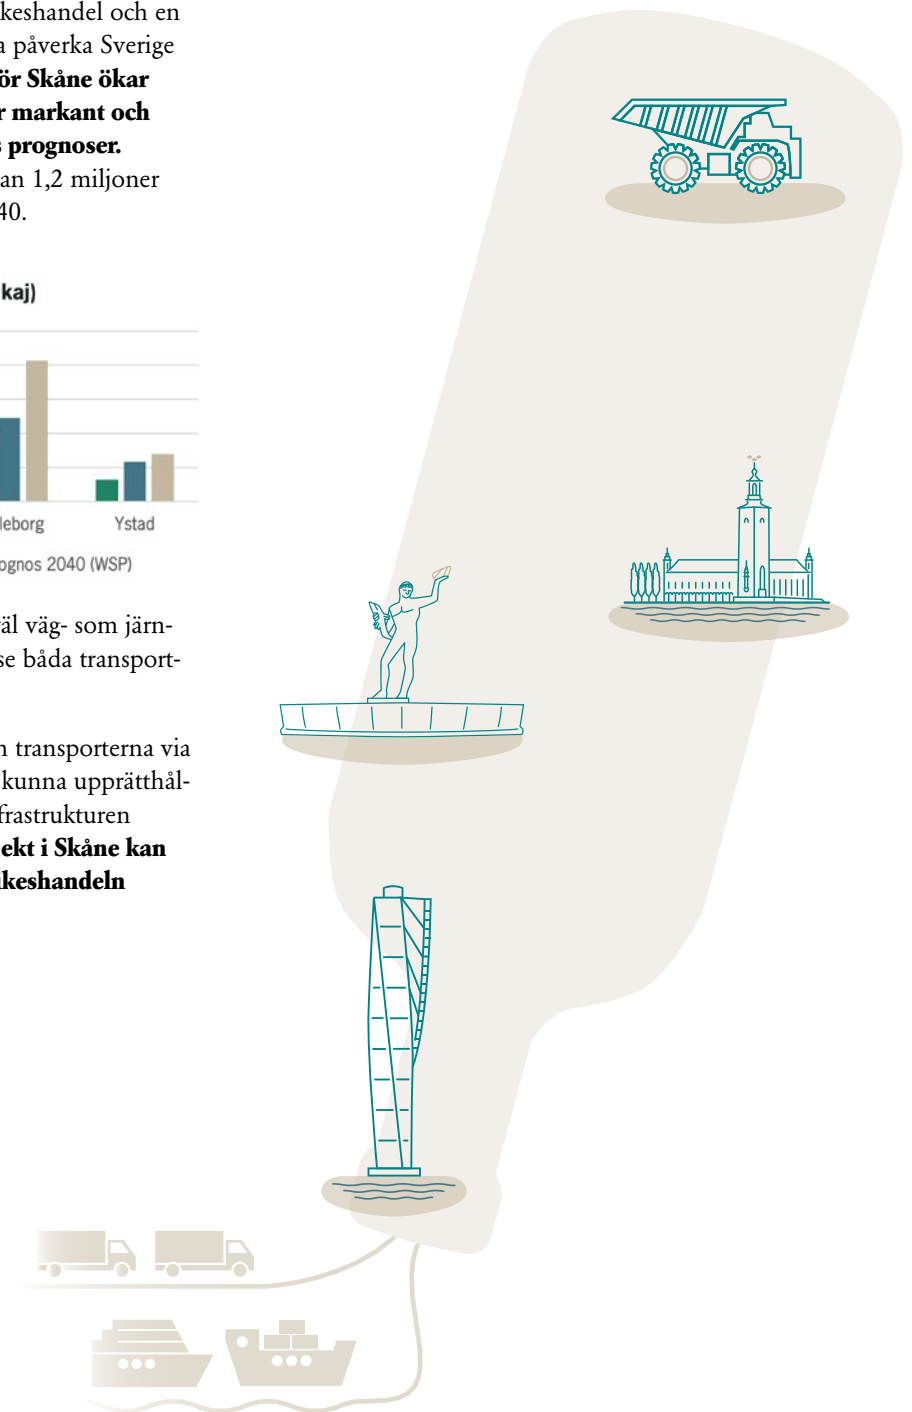 keshandel och en
a påverka Sverige
ör Skåne ökar
r markant och
s prognoser.
an 1,2 miljoner
40.
kaj)
leborg
Ystad
ognos 2040 (WSP)
äl väg- som järn-
se båda transport-
n transporterna via
kunna upprätthål-
frastrukturen
ekt i Skåne kan
ikeshandeln